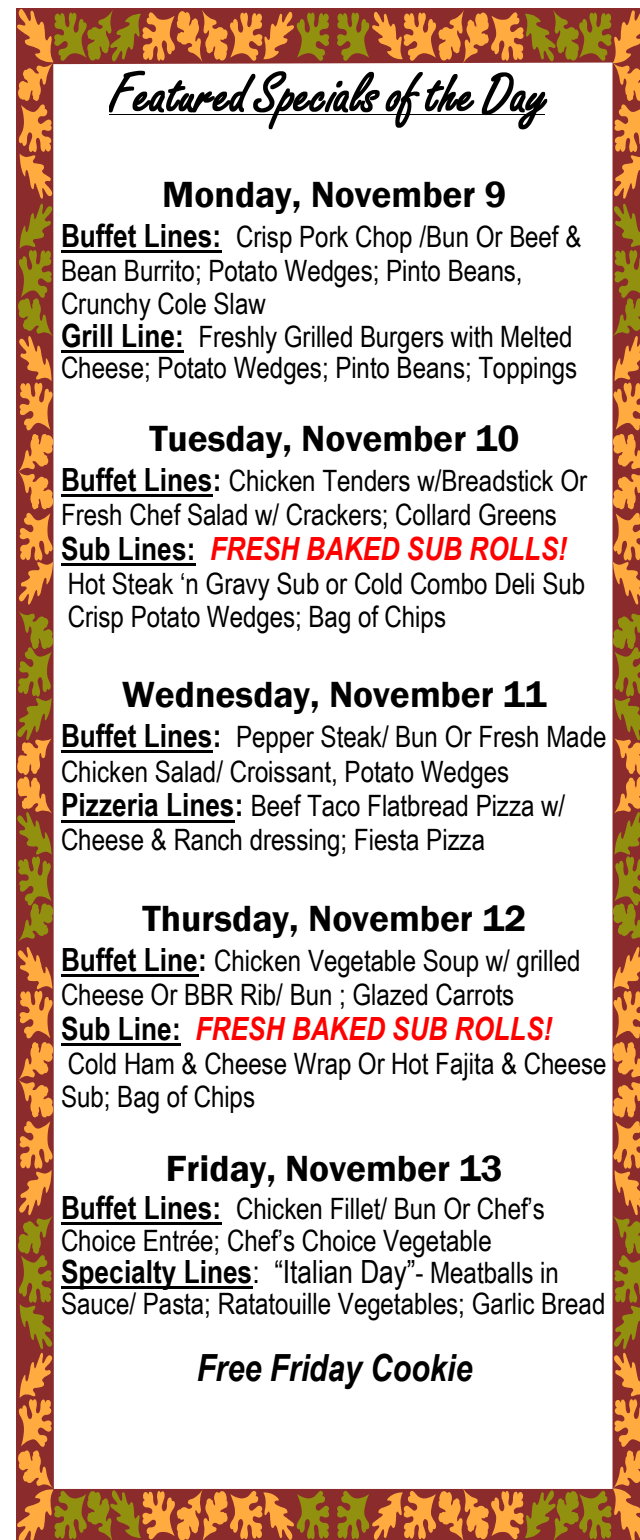 Featured Specials of the Day
Monday, November 9
Buffet Lines: Crisp Pork Chop /Bun Or Beef &
Bean Burrito; Potato Wedges; Pinto Beans,
Crunchy Cole Slaw
Grill Line: Freshly Grilled Burgers with Melted
Cheese; Potato Wedges; Pinto Beans; Toppings
Tuesday, November 10
Buffet Lines: Chicken Tenders w/Breadstick Or
Fresh Chef Salad w/ Crackers; Collard Greens
Sub Lines: FRESH BAKED SUB ROLLS!
Hot Steak ‘n Gravy Sub or Cold Combo Deli Sub
Crisp Potato Wedges; Bag of Chips
Wednesday, November 11
Buffet Lines: Pepper Steak/ Bun Or Fresh Made
Chicken Salad/ Croissant, Potato Wedges
Pizzeria Lines: Beef Taco Flatbread Pizza w/
Cheese & Ranch dressing; Fiesta Pizza
Thursday, November 12
Buffet Line: Chicken Vegetable Soup w/ grilled
Cheese Or BBR Rib/ Bun ; Glazed Carrots
Sub Line: FRESH BAKED SUB ROLLS!
Cold Ham & Cheese Wrap Or Hot Fajita & Cheese
Sub; Bag of Chips
Friday, November 13
Buffet Lines: Chicken Fillet/ Bun Or Chef’s
Choice Entrée; Chef’s Choice Vegetable
Specialty Lines: “Italian Day”- Meatballs in
Sauce/ Pasta; Ratatouille Vegetables; Garlic Bread
Free Friday Cookie